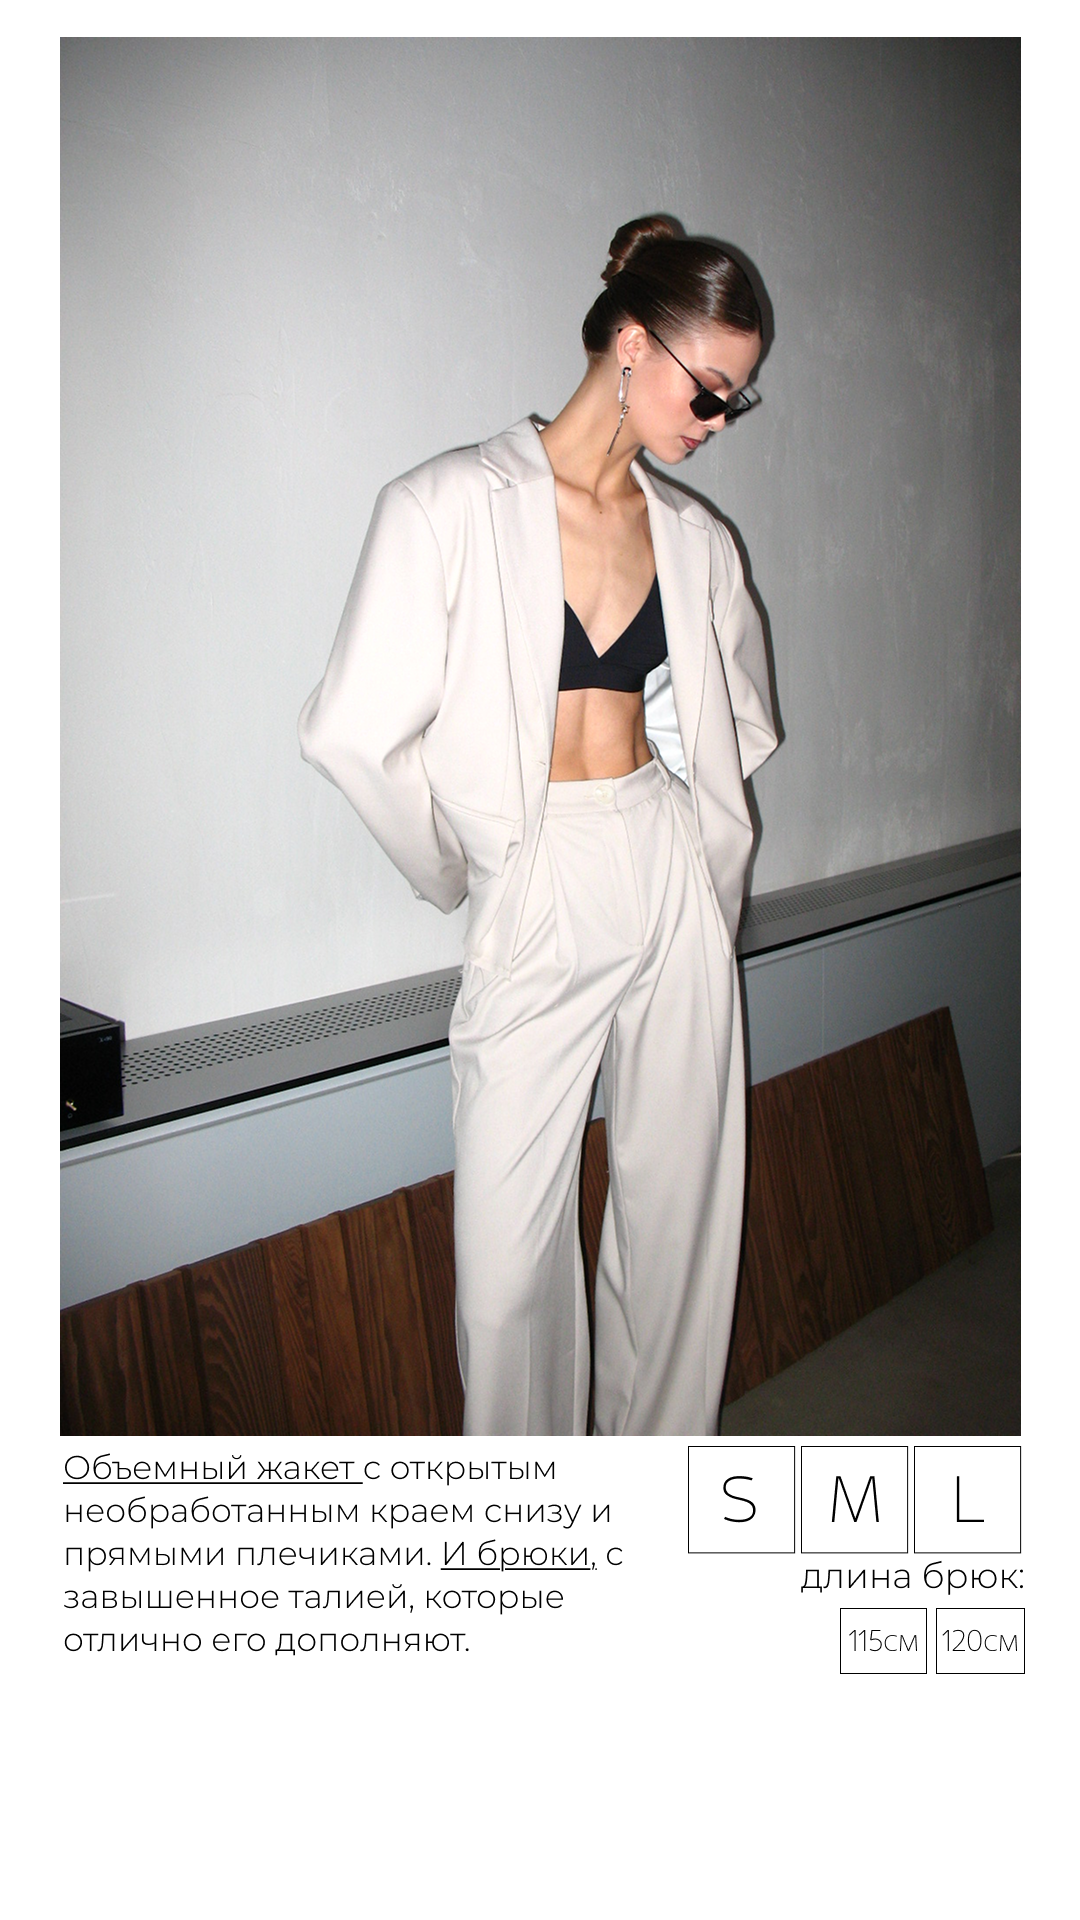 Объемный жакет с открытым
необработанным краем снизу и
прямыми плечиками. И брюки, с
завышенное талией, которые
отлично его дополняют.
S M L
длина брюк:
115см 120см